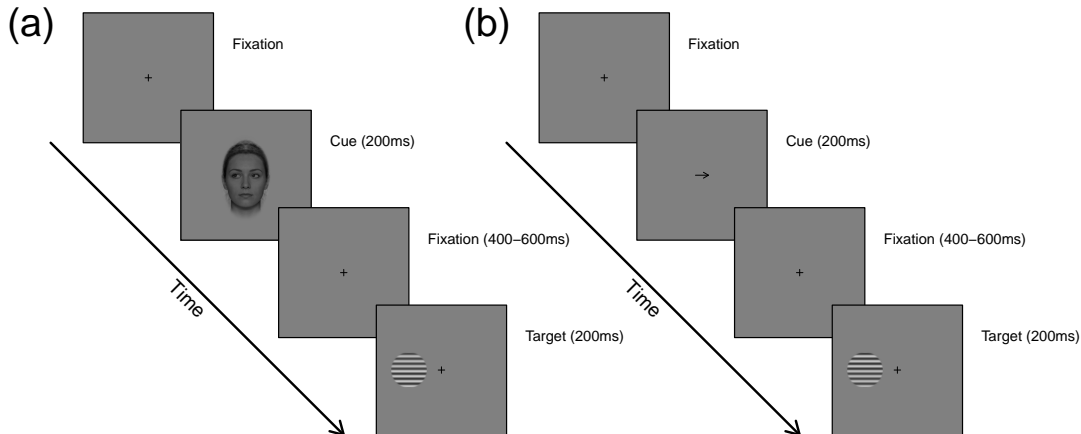 (a)
Fixation
Cue (200ms)
Fixation (400−600ms)
Target (200ms)
Time
(b)
Fixation
Cue (200ms)
Fixation (400−600ms)
Target (200ms)
Time